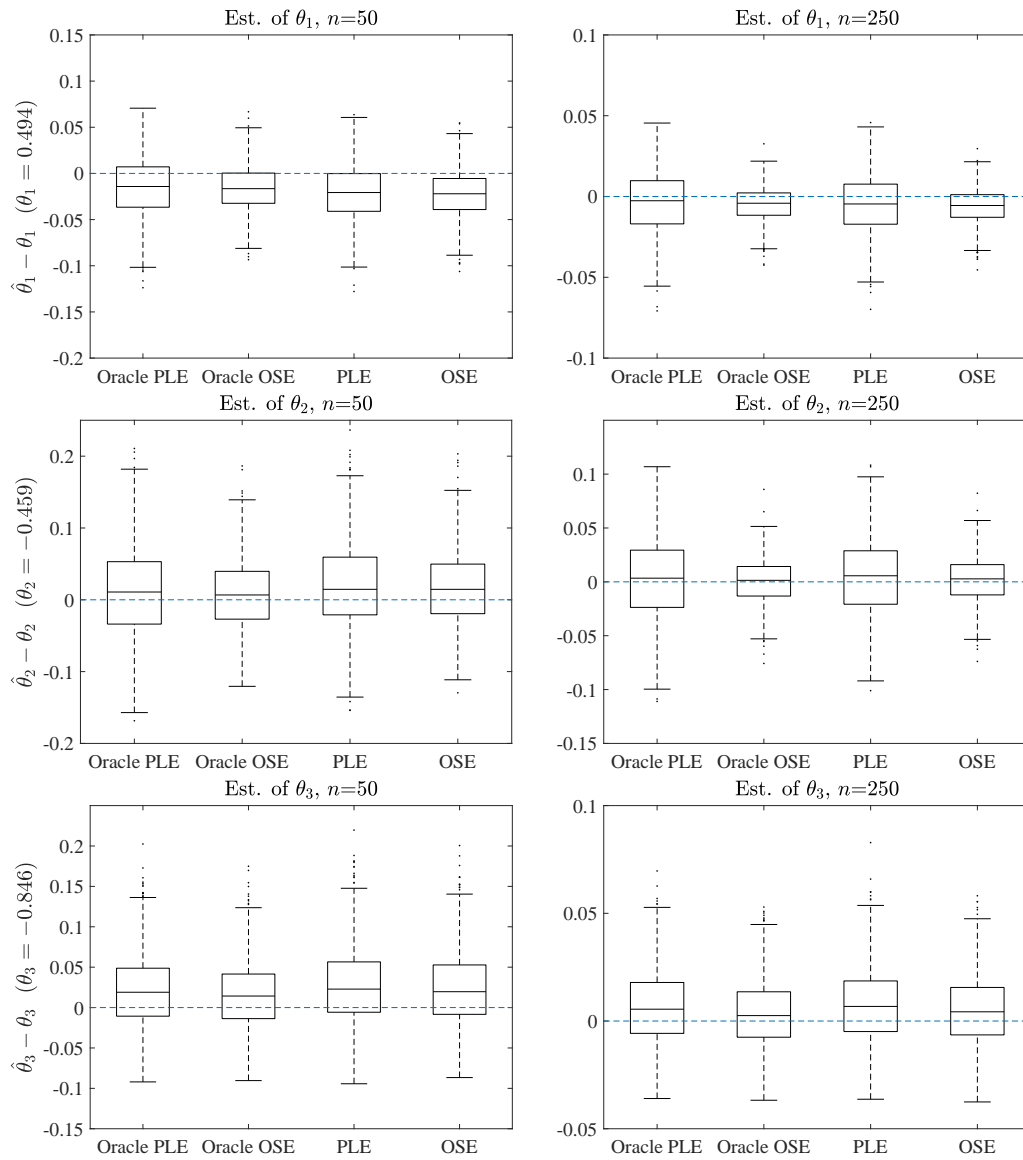 Est. of θ₁, n=50
0.15
0.1
0.05
0
-0.05
-0.1
-0.15
-0.2
θ̂₁ − θ₁ (θ₁ = 0.494)
Oracle PLE Oracle OSE PLE OSE
Est. of θ₁, n=250
0.1
0.05
0
-0.05
-0.1
Oracle PLE Oracle OSE PLE OSE
Est. of θ₂, n=50
0.2
0.1
0
-0.1
-0.2
θ̂₂ − θ₂ (θ₂ = −0.459)
Oracle PLE Oracle OSE PLE OSE
Est. of θ₂, n=250
0.1
0.05
0
-0.05
-0.1
-0.15
Oracle PLE Oracle OSE PLE OSE
Est. of θ₃, n=50
0.2
0.15
0.1
0.05
0
-0.05
-0.1
-0.15
θ̂₃ − θ₃ (θ₃ = −0.846)
Oracle PLE Oracle OSE PLE OSE
Est. of θ₃, n=250
0.1
0.05
0
-0.05
Oracle PLE Oracle OSE PLE OSE